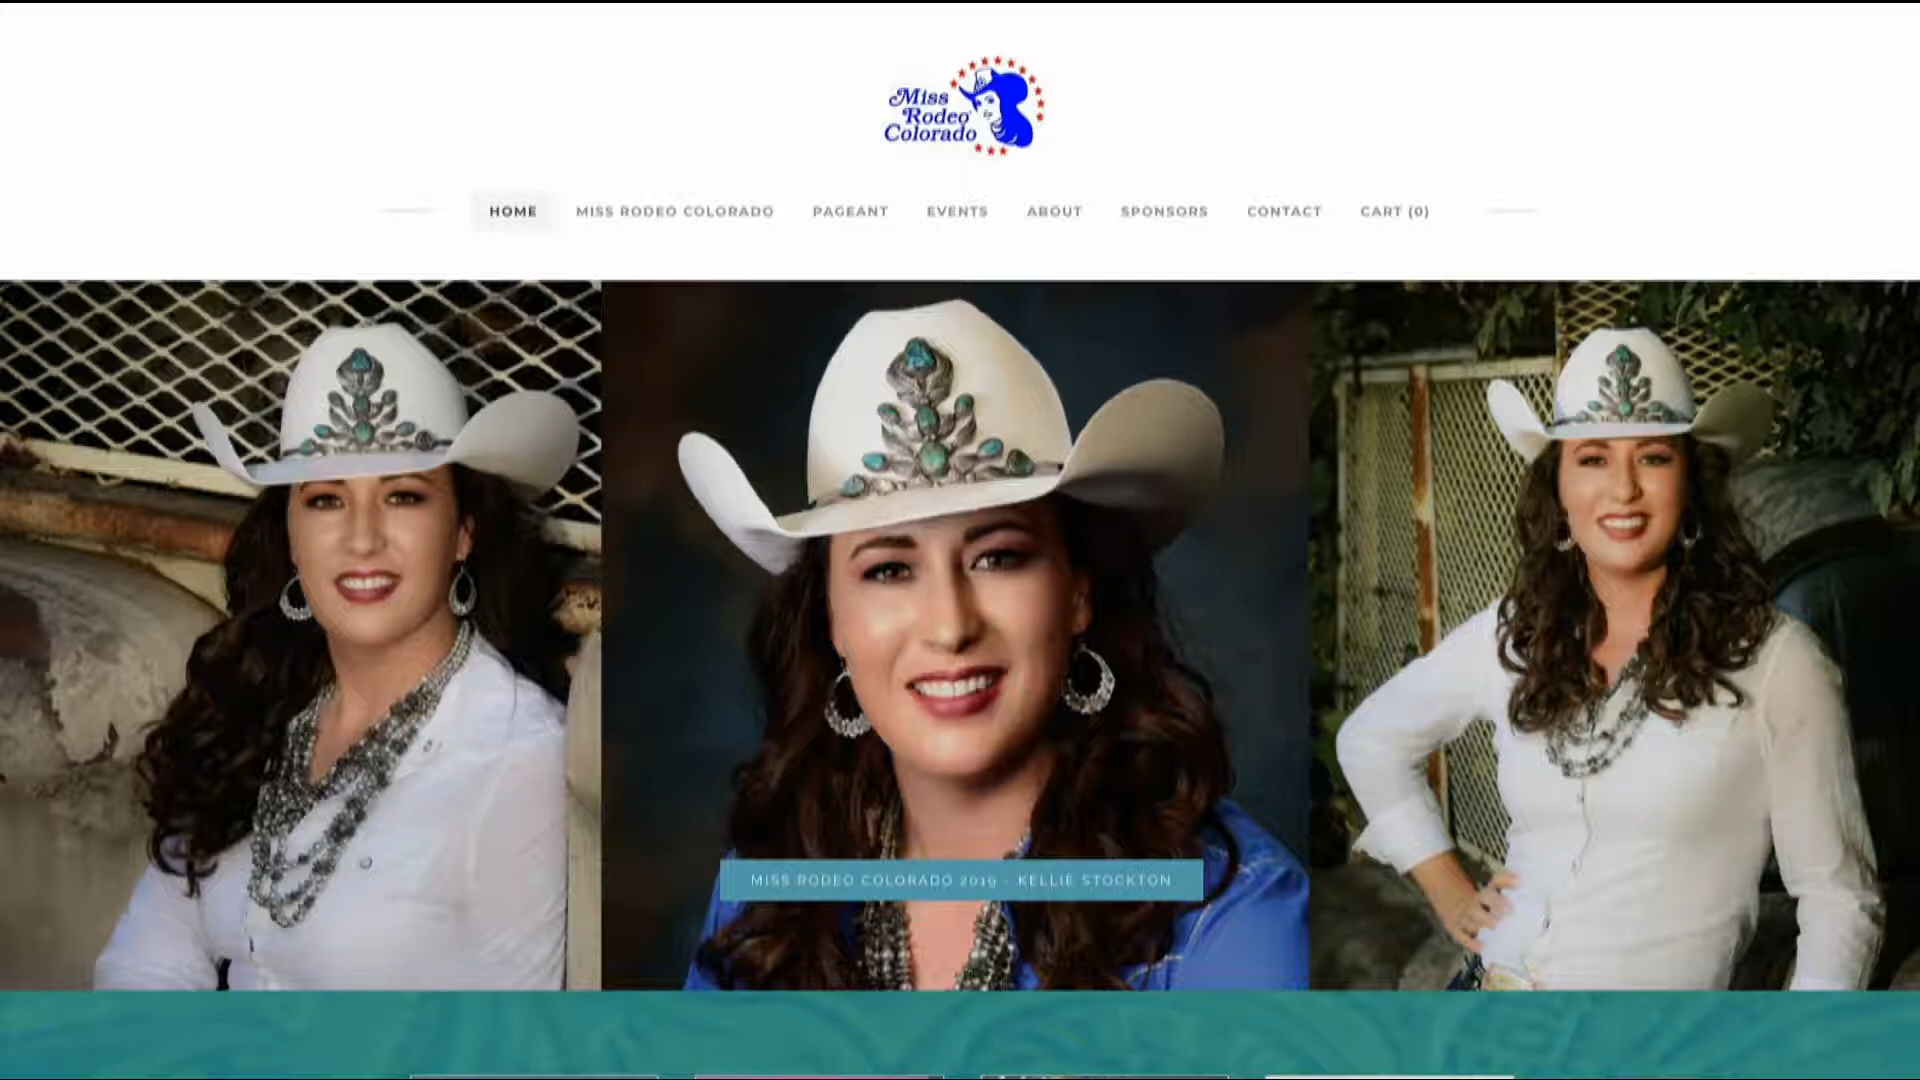 Miss
Rodeo
Colorado
HOME MISS RODEO COLORADO PAGEANT EVENTS ABOUT SPONSORS CONTACT CART (0)
MISS RODEO COLORADO 2019 - KELLIE STOCKTON